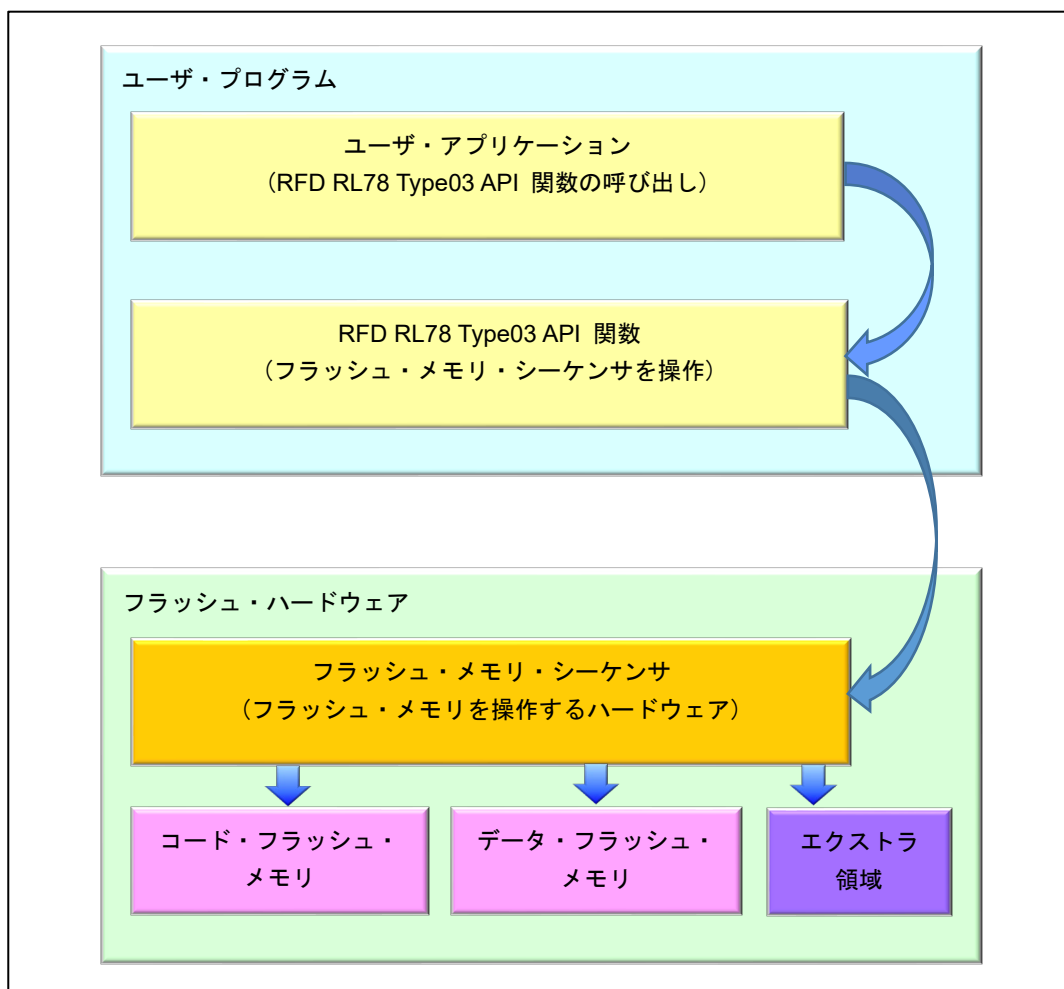 ユーザ・プログラム
ユーザ・アプリケーション
（RFD RL78 Type03 API 関数の呼び出し）
RFD RL78 Type03 API 関数
（フラッシュ・メモリ・シーケンサを操作）
フラッシュ・ハードウェア
フラッシュ・メモリ・シーケンサ
（フラッシュ・メモリを操作するハードウェア）
コード・フラッシュ・
メモリ
データ・フラッシュ・
メモリ
エクストラ
領域